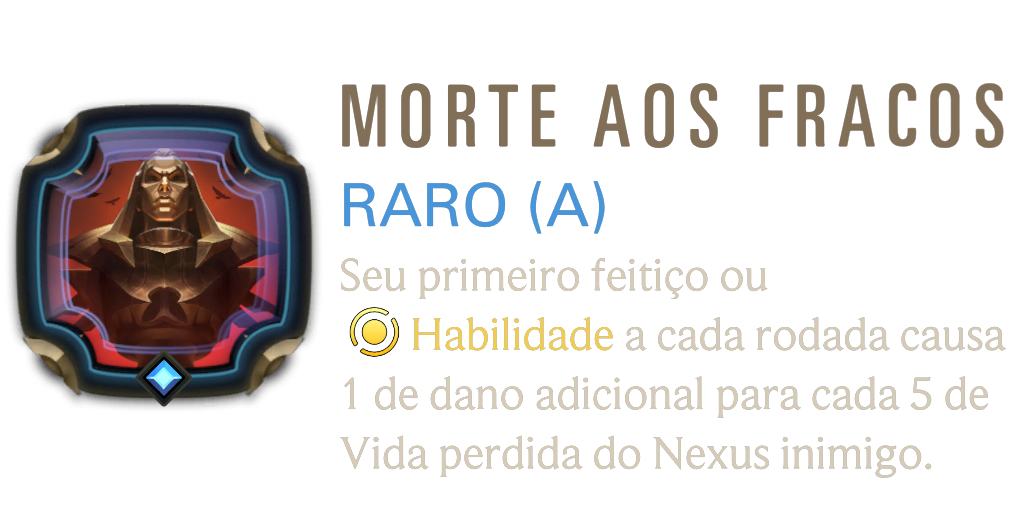 MORTE AOS FRACOS
RARO (A)
Seu primeiro feitiço ou
Habilidade a cada rodada causa
1 de dano adicional para cada 5 de
Vida perdida do Nexus inimigo.